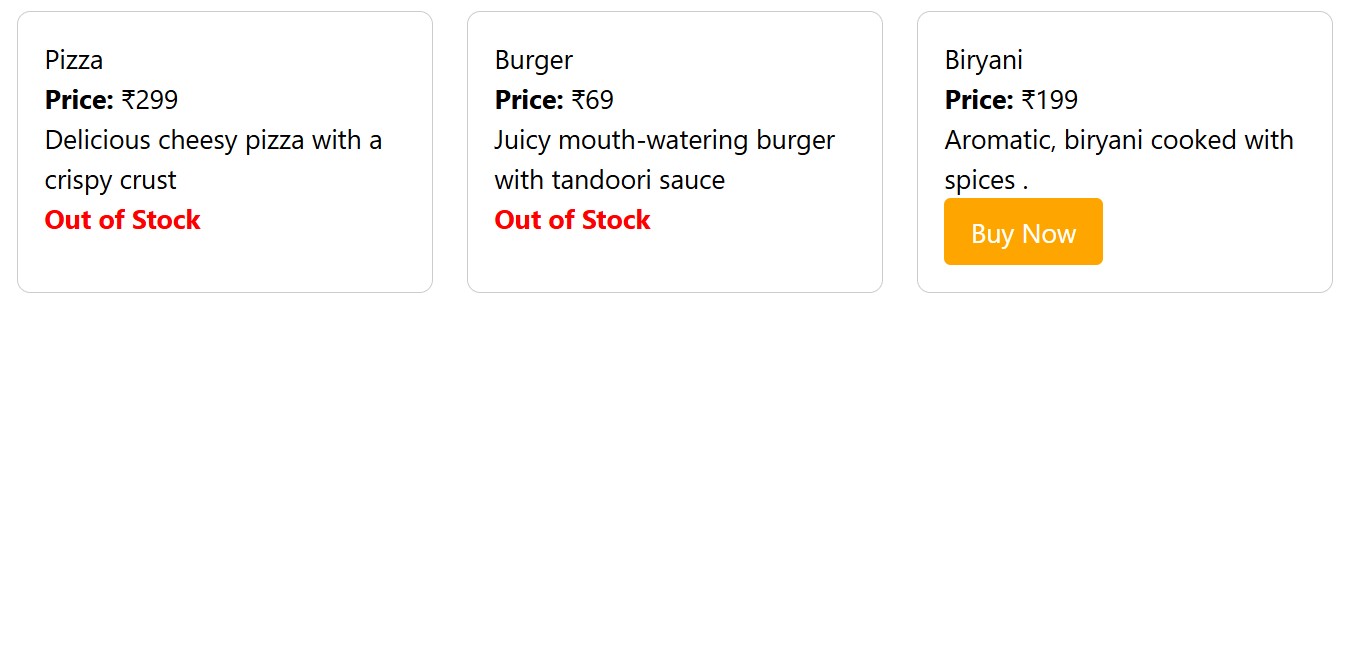 Pizza
Price: ₹299
Delicious cheesy pizza with a
crispy crust
Out of Stock
Burger
Price: ₹69
Juicy mouth-watering burger
with tandoori sauce
Out of Stock
Biryani
Price: ₹199
Aromatic, biryani cooked with
spices .
Buy Now